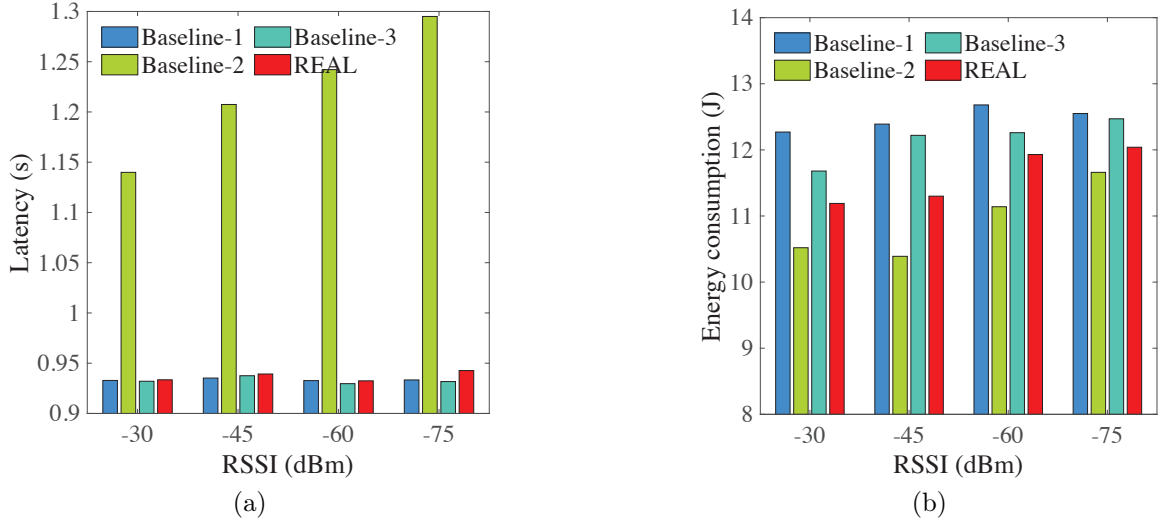 1.3
1.25
1.2
1.15
1.1
1.05
1
0.95
0.9
Latency (s)
Baseline-1 Baseline-3
Baseline-2 REAL
-30 -45 -60 -75
RSSI (dBm)
(a)
14
13
12
11
10
9
8
Energy consumption (J)
Baseline-1 Baseline-3
Baseline-2 REAL
-30 -45 -60 -75
RSSI (dBm)
(b)